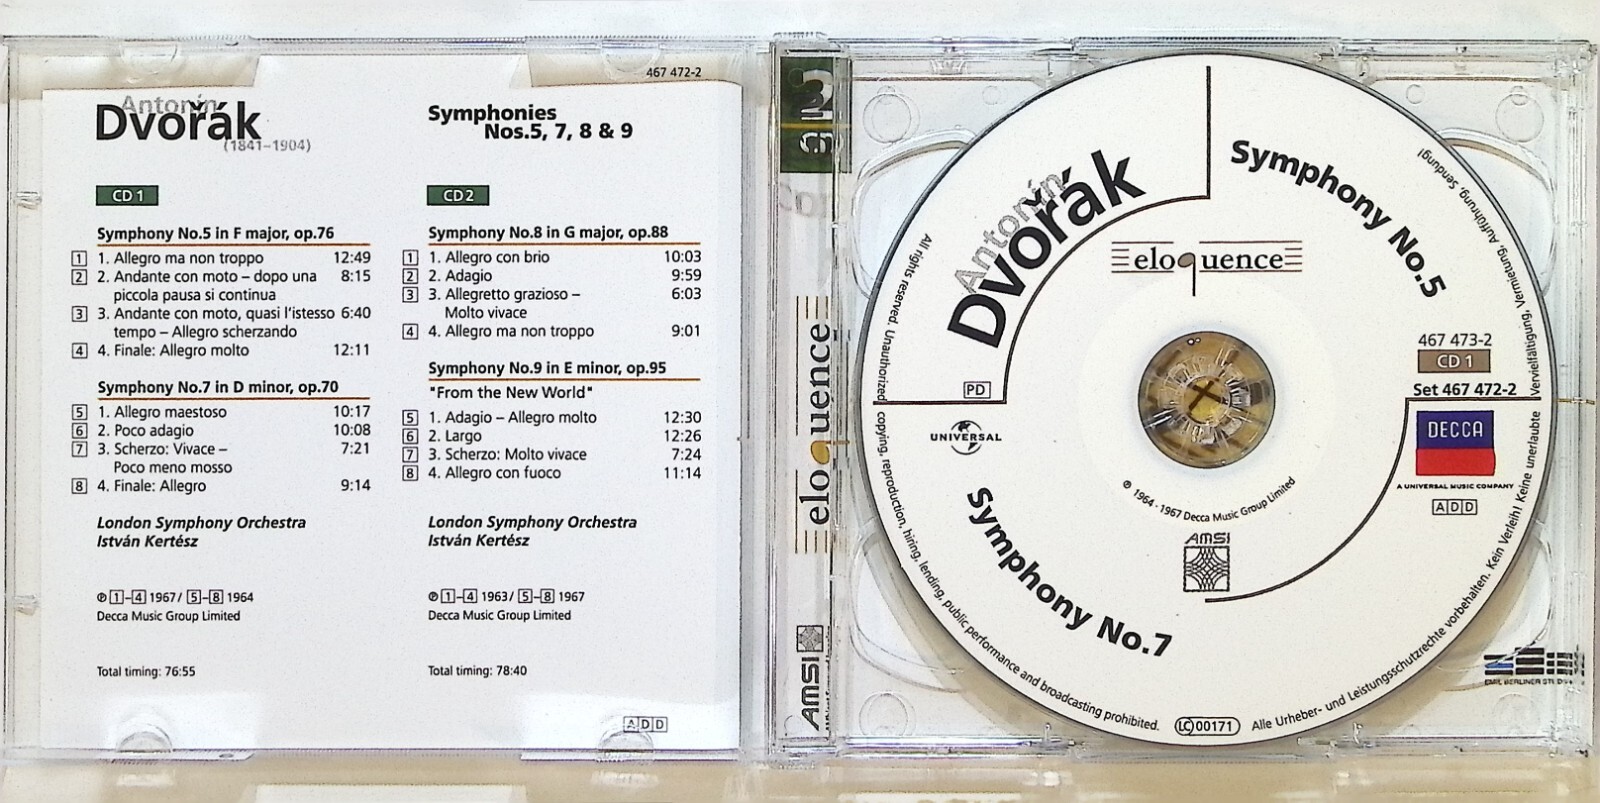 467 472-2
Antonín
Dvořák
(1841–1904)
Symphonies
Nos.5, 7, 8 & 9
CD 1
Symphony No.5 in F major, op.76
1 1. Allegro ma non troppo 12:49
2 2. Andante con moto – dopo una 8:15
piccola pausa si continua
3 3. Andante con moto, quasi l'istesso 6:40
tempo – Allegro scherzando
4 4. Finale: Allegro molto 12:11
Symphony No.7 in D minor, op.70
5 1. Allegro maestoso 10:17
6 2. Poco adagio 10:08
7 3. Scherzo: Vivace – 7:21
Poco meno mosso
8 4. Finale: Allegro 9:14
London Symphony Orchestra
István Kertész
℗ 1–4 1967/ 5–8 1964
Decca Music Group Limited
Total timing: 76:55
CD 2
Symphony No.8 in G major, op.88
1 1. Allegro con brio 10:03
2 2. Adagio 9:59
3 3. Allegretto grazioso – 6:03
Molto vivace
4 4. Allegro ma non troppo 9:01
Symphony No.9 in E minor, op.95
"From the New World"
5 1. Adagio – Allegro molto 12:30
6 2. Largo 12:26
7 3. Scherzo: Molto vivace 7:24
8 4. Allegro con fuoco 11:14
London Symphony Orchestra
István Kertész
℗ 1–4 1963/ 5–8 1967
Decca Music Group Limited
Total timing: 78:40
ADD
eloquence
AMSI
Antonín
Dvořák
Symphony No.5
eloquence
467 473-2
CD 1
Set 467 472-2
PD
UNIVERSAL
DECCA
A UNIVERSAL MUSIC COMPANY
ADD
℗ 1964 - 1967 Decca Music Group Limited
AMSI
Symphony No.7
All rights reserved. Unauthorized copying, reproduction, hiring, lending, public performance and broadcasting prohibited.
LC 00171
Alle Urheber- und Leistungsschutzrechte vorbehalten. Kein Verleih! Keine unerlaubte Vervielfältigung, Vermietung, Aufführung, Sendung!
EMIL BERLINER STUDIOS